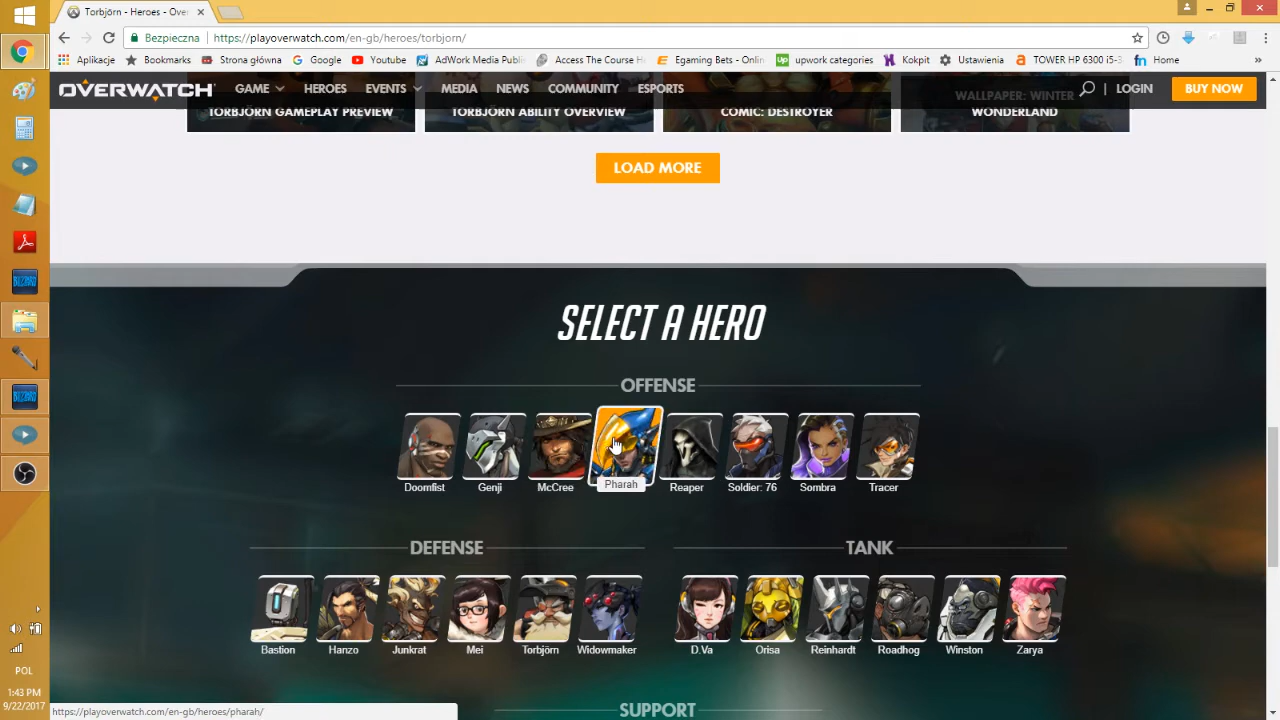 Torbjörn - Heroes - Ove
Bezpieczna
https://playoverwatch.com/en-gb/heroes/torbjorn/
Aplikacje
Bookmarks
Strona główna
Google
Youtube
AdWork Media Publi
Access The Course H
Egaming Bets - Onli
Up upwork categories
Kokpit
Ustawienia
a TOWER HP 6300 i5-3
Home
»
OVERWATCH
GAME
HEROES
EVENTS
MEDIA
NEWS
COMMUNITY
ESPORTS
LOGIN
BUY NOW
TORBJÖRN GAMEPLAY PREVIEW
TORBJÖRN ABILITY OVERVIEW
COMIC: DESTROYER
WALLPAPER: WINTER
WONDERLAND
LOAD MORE
SELECT A HERO
OFFENSE
Doomfist
Genji
McCree
Pharah
Reaper
Soldier: 76
Sombra
Tracer
DEFENSE
TANK
Bastion
Hanzo
Junkrat
Mei
Torbjörn
Widowmaker
D.Va
Orisa
Reinhardt
Roadhog
Winston
Zarya
SUPPORT
https://playoverwatch.com/en-gb/heroes/pharah/
POL
1:43 PM
9/22/2017